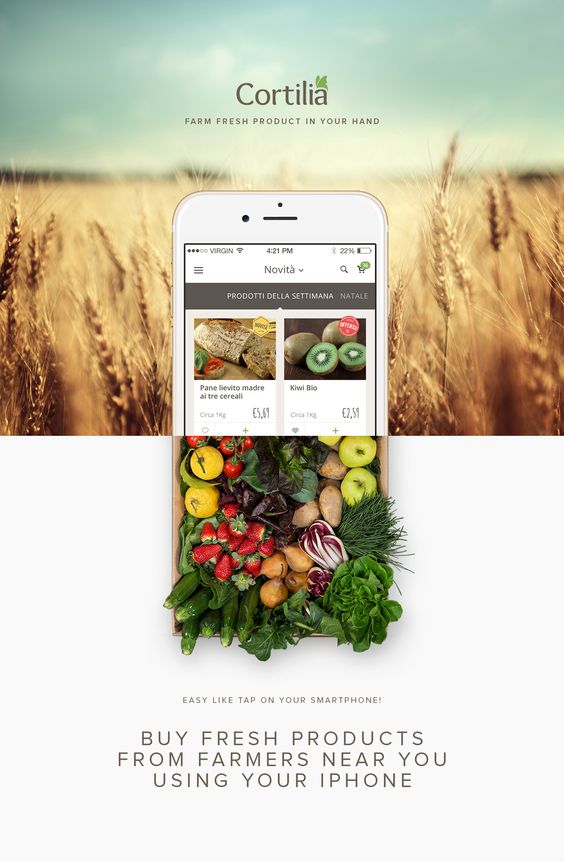 Cortilia
FARM FRESH PRODUCT IN YOUR HAND
VIRGIN 4:21 PM 22%
Novità
PRODOTTI DELLA SETTIMANA NATALE
NOVITÀ
OFFERTA
Pane lievito madre
ai tre cereali
Kiwi Bio
Circa 1Kg €5,69
Circa 1Kg €2,59
EASY LIKE TAP ON YOUR SMARTPHONE!
BUY FRESH PRODUCTS
FROM FARMERS NEAR YOU
USING YOUR IPHONE